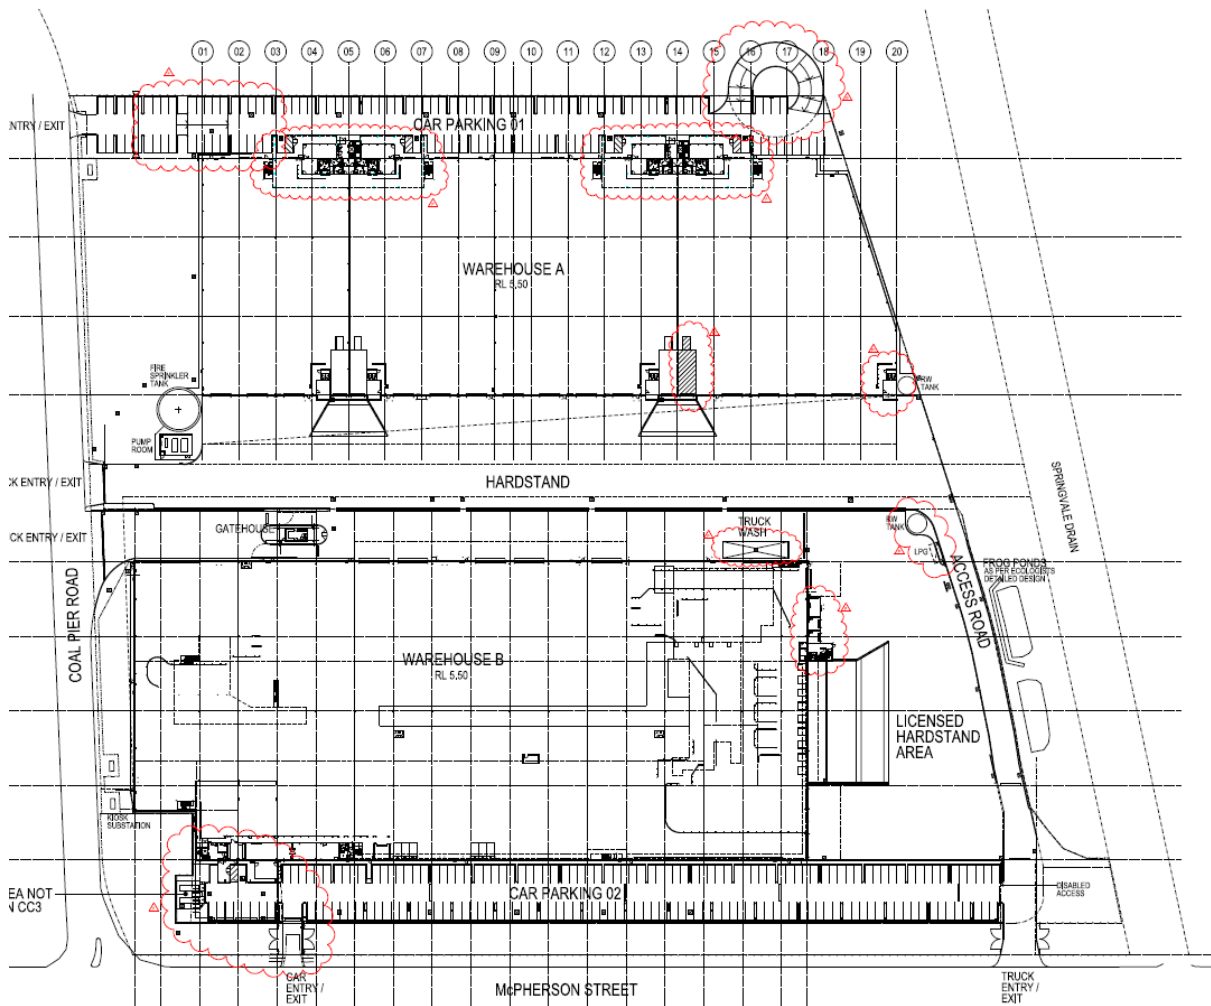 01 02 03 04 05 06 07 08 09 10 11 12 13 14 15 16 17 18 19 20
ENTRY / EXIT
CAR PARKING 01
WAREHOUSE A
RL 5.50
FIRE
SPRINKLER
TANK
RW
TANK
PUMP
ROOM
CK ENTRY / EXIT
HARDSTAND
SPRINGVALE DRAIN
GATEHOUSE
TRUCK
WASH
RW
TANK
CK ENTRY / EXIT
LPG
FROG PONDS
AS PER ECOLOGISTS
DETAILED DESIGN
ACCESS ROAD
COAL PIER ROAD
WAREHOUSE B
RL 5.50
LICENSED
HARDSTAND
AREA
KIOSK
SUBSTATION
EA NOT
N CC3
CAR PARKING 02
DISABLED
ACCESS
CAR
ENTRY /
EXIT
McPHERSON STREET
TRUCK
ENTRY /
EXIT